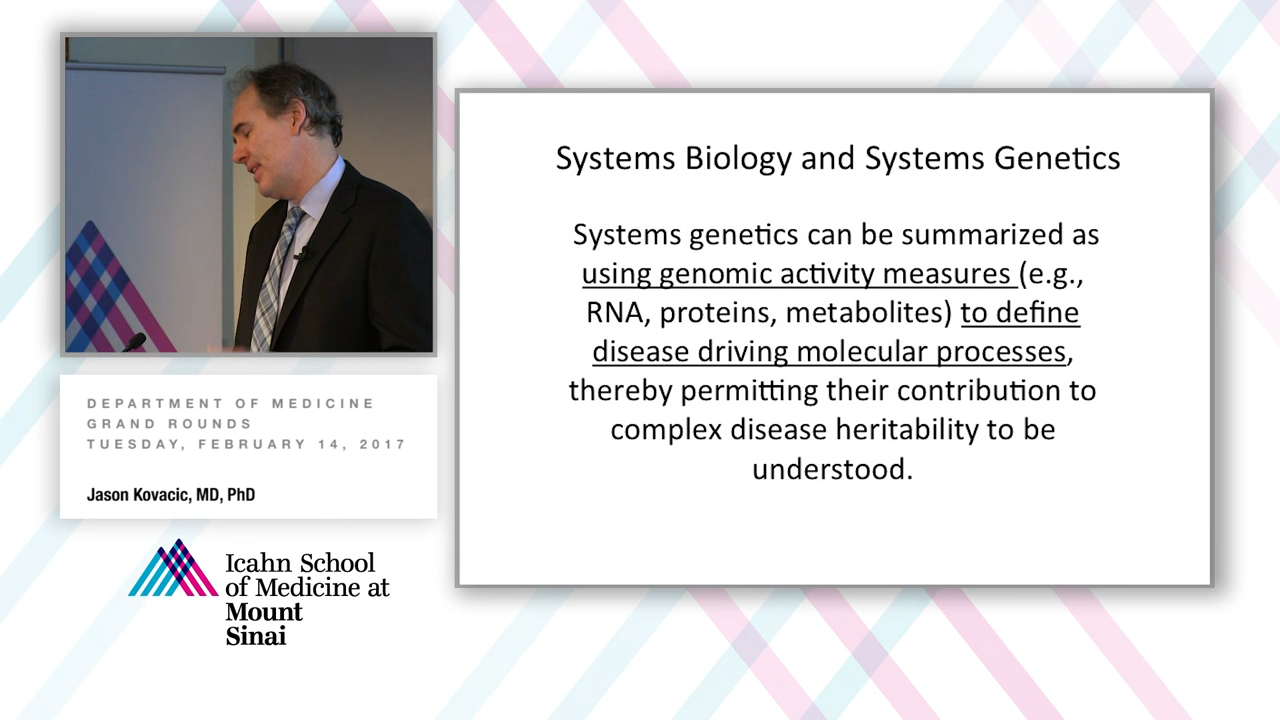 DEPARTMENT OF MEDICINE
GRAND ROUNDS
TUESDAY, FEBRUARY 14, 2017
Jason Kovacic, MD, PhD
Icahn School
of Medicine at
Mount
Sinai
Systems Biology and Systems Genetics
Systems genetics can be summarized as
using genomic activity measures (e.g.,
RNA, proteins, metabolites) to define
disease driving molecular processes,
thereby permitting their contribution to
complex disease heritability to be
understood.